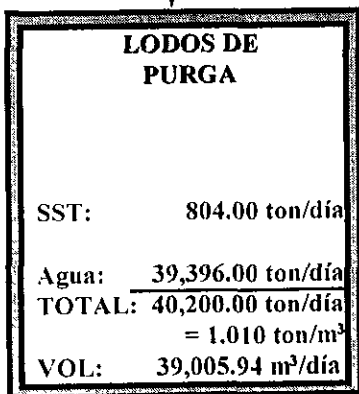 LODOS DE
PURGA
SST: 804.00 ton/día
Agua: 39,396.00 ton/día
TOTAL: 40,200.00 ton/día
= 1.010 ton/m³
VOL: 39,005.94 m³/día